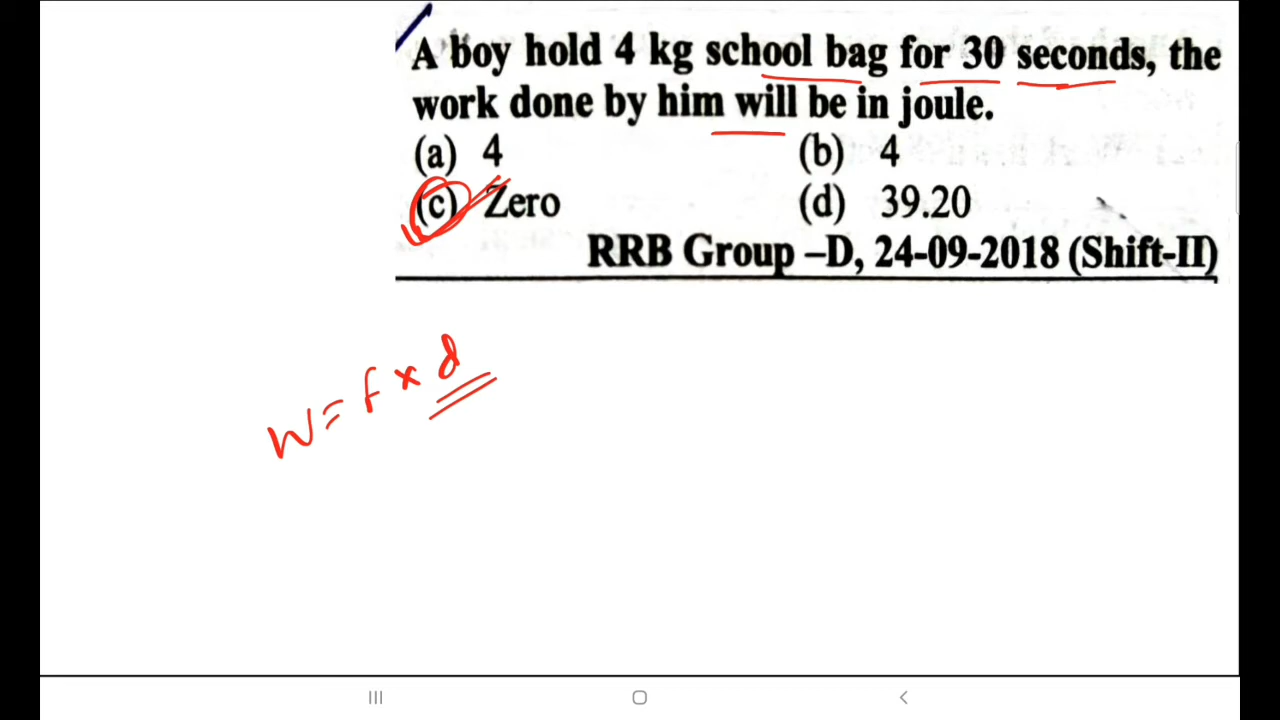 A boy hold 4 kg school bag for 30 seconds, the
work done by him will be in joule.
(a) 4 (b) 4
(c) Zero (d) 39.20
RRB Group –D, 24-09-2018 (Shift-II)
W = f × d